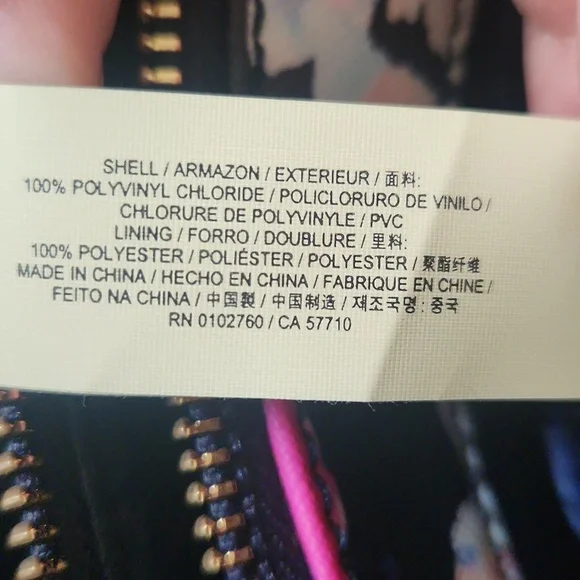 SHELL / ARMAZON / EXTERIEUR / 面料:
100% POLYVINYL CHLORIDE / POLICLORURO DE VINILO /
CHLORURE DE POLYVINYLE / PVC
LINING / FORRO / DOUBLURE / 里料:
100% POLYESTER / POLIÉSTER / POLYESTER / 聚酯纤维
MADE IN CHINA / HECHO EN CHINA / FABRIQUE EN CHINE /
FEITO NA CHINA / 中国製 / 中国制造 / 제조국명: 중국
RN 0102760 / CA 57710